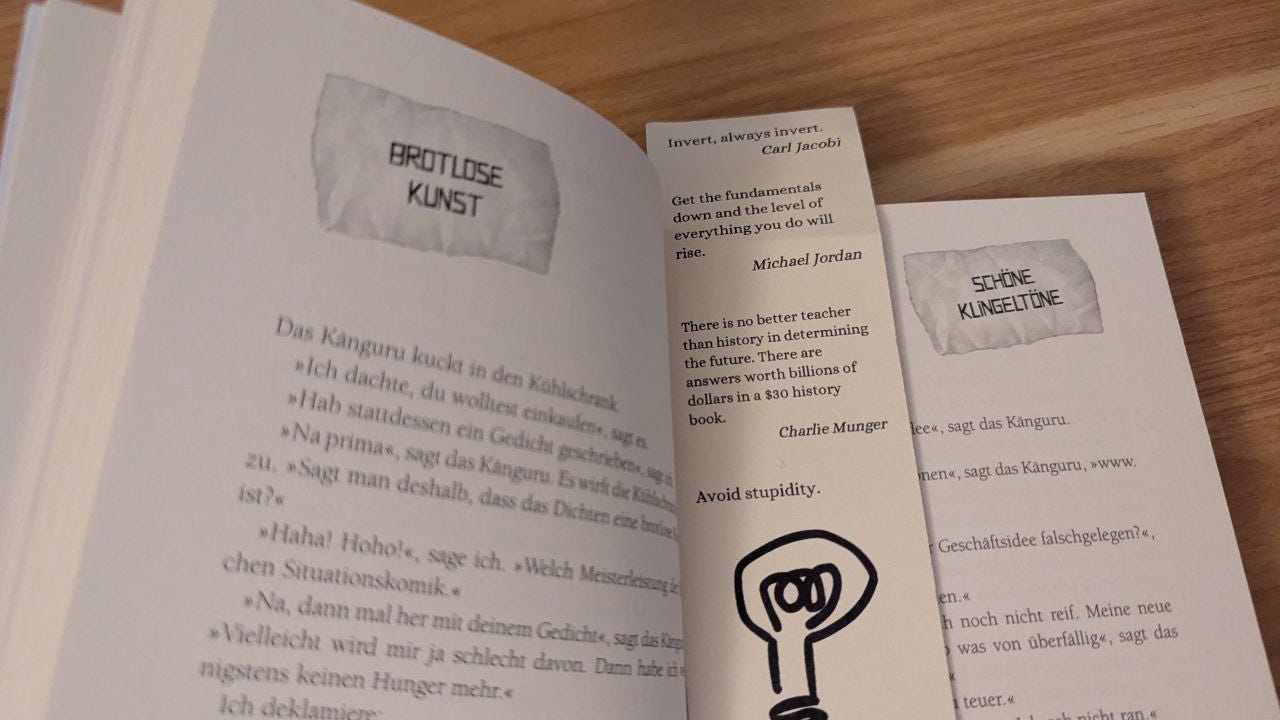 BROTLOSE
KUNST
Das Känguru kuckt in den Kühlschrank.
»Ich dachte, du wolltest einkaufen«, sagt es.
»Hab stattdessen ein Gedicht geschrieben«, sage
»Na prima«, sagt das Känguru. Es wirft die Kühlschrank
zu. »Sagt man deshalb, dass das Dichten eine brotlose
ist?«
»Haha! Hoho!«, sage ich. »Welch Meisterleistung der
chen Situationskomik.«
»Na, dann mal her mit deinem Gedicht«, sagt das Känguru
»Vielleicht wird mir ja schlecht davon. Dann habe ich
nigstens keinen Hunger mehr.«
Ich deklamiere:
Invert, always invert.
Carl Jacobi
Get the fundamentals
down and the level of
everything you do will
rise.
Michael Jordan
There is no better teacher
than history in determining
the future. There are
answers worth billions of
dollars in a $30 history
book.
Charlie Munger
Avoid stupidity.
SCHÖNE
KLINGELTÖNE
dee«, sagt das Känguru.
onen«, sagt das Känguru, »www.
r Geschäftsidee falschgelegen?«,
en.«
h noch nicht reif. Meine neue
was von überfällig«, sagt das
«
teuer.«
nicht ran.«